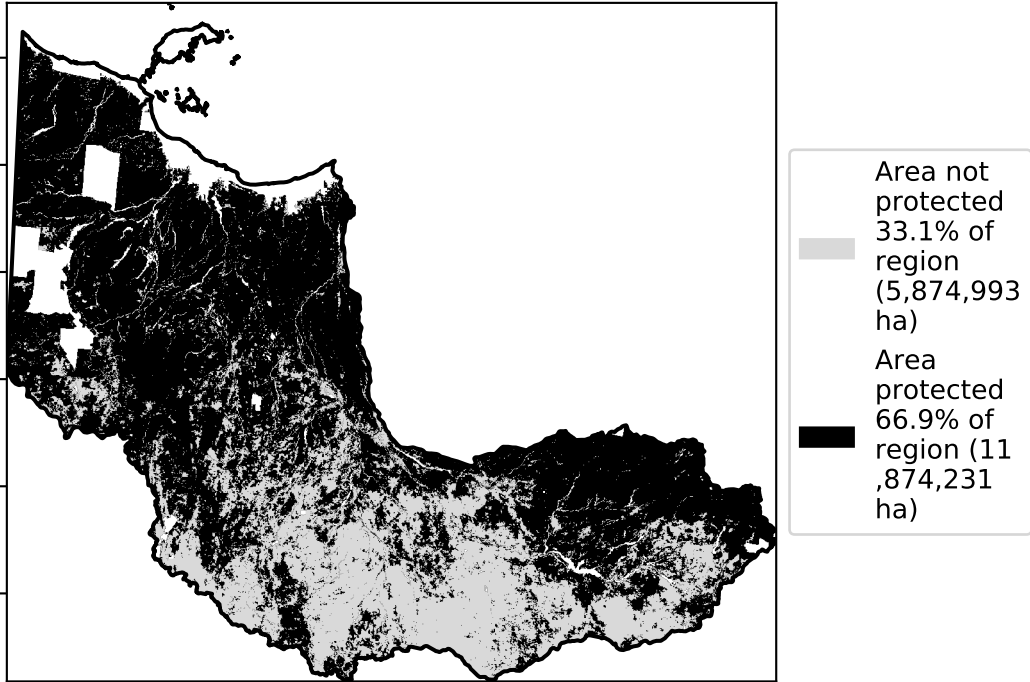 Area not
protected
33.1% of
region
(5,874,993
ha)
Area
protected
66.9% of
region (11
,874,231
ha)